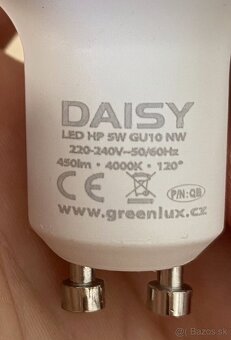 DAISY
LED HP 5W GU10 NW
220-240V~50/60Hz
450lm · 4000K · 120°
CE P/N:QB
www.greenlux.cz
Bazos.sk